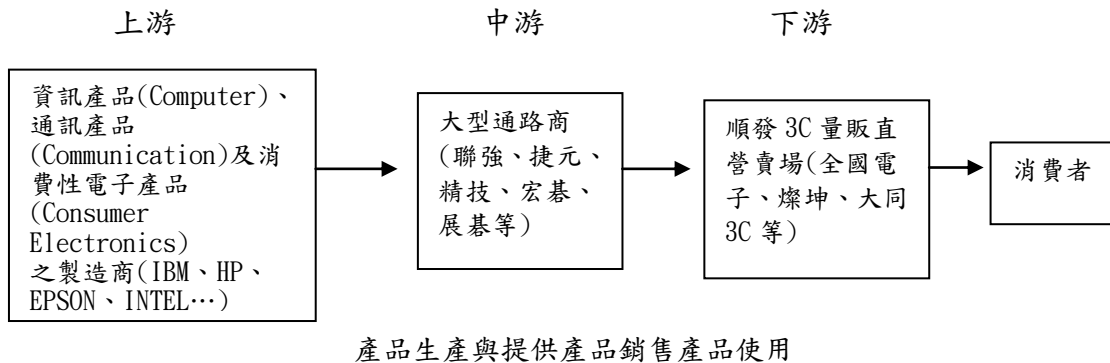 上游
中游
下游
資訊產品(Computer)、
通訊產品
(Communication)及消
費性電子產品
(Consumer
Electronics)
之製造商(IBM、HP、
EPSON、INTEL…)
大型通路商
(聯強、捷元、
精技、宏碁、
展碁等)
順發 3C 量販直
營賣場(全國電
子、燦坤、大同
3C 等)
消費者
產品生產與提供產品銷售產品使用